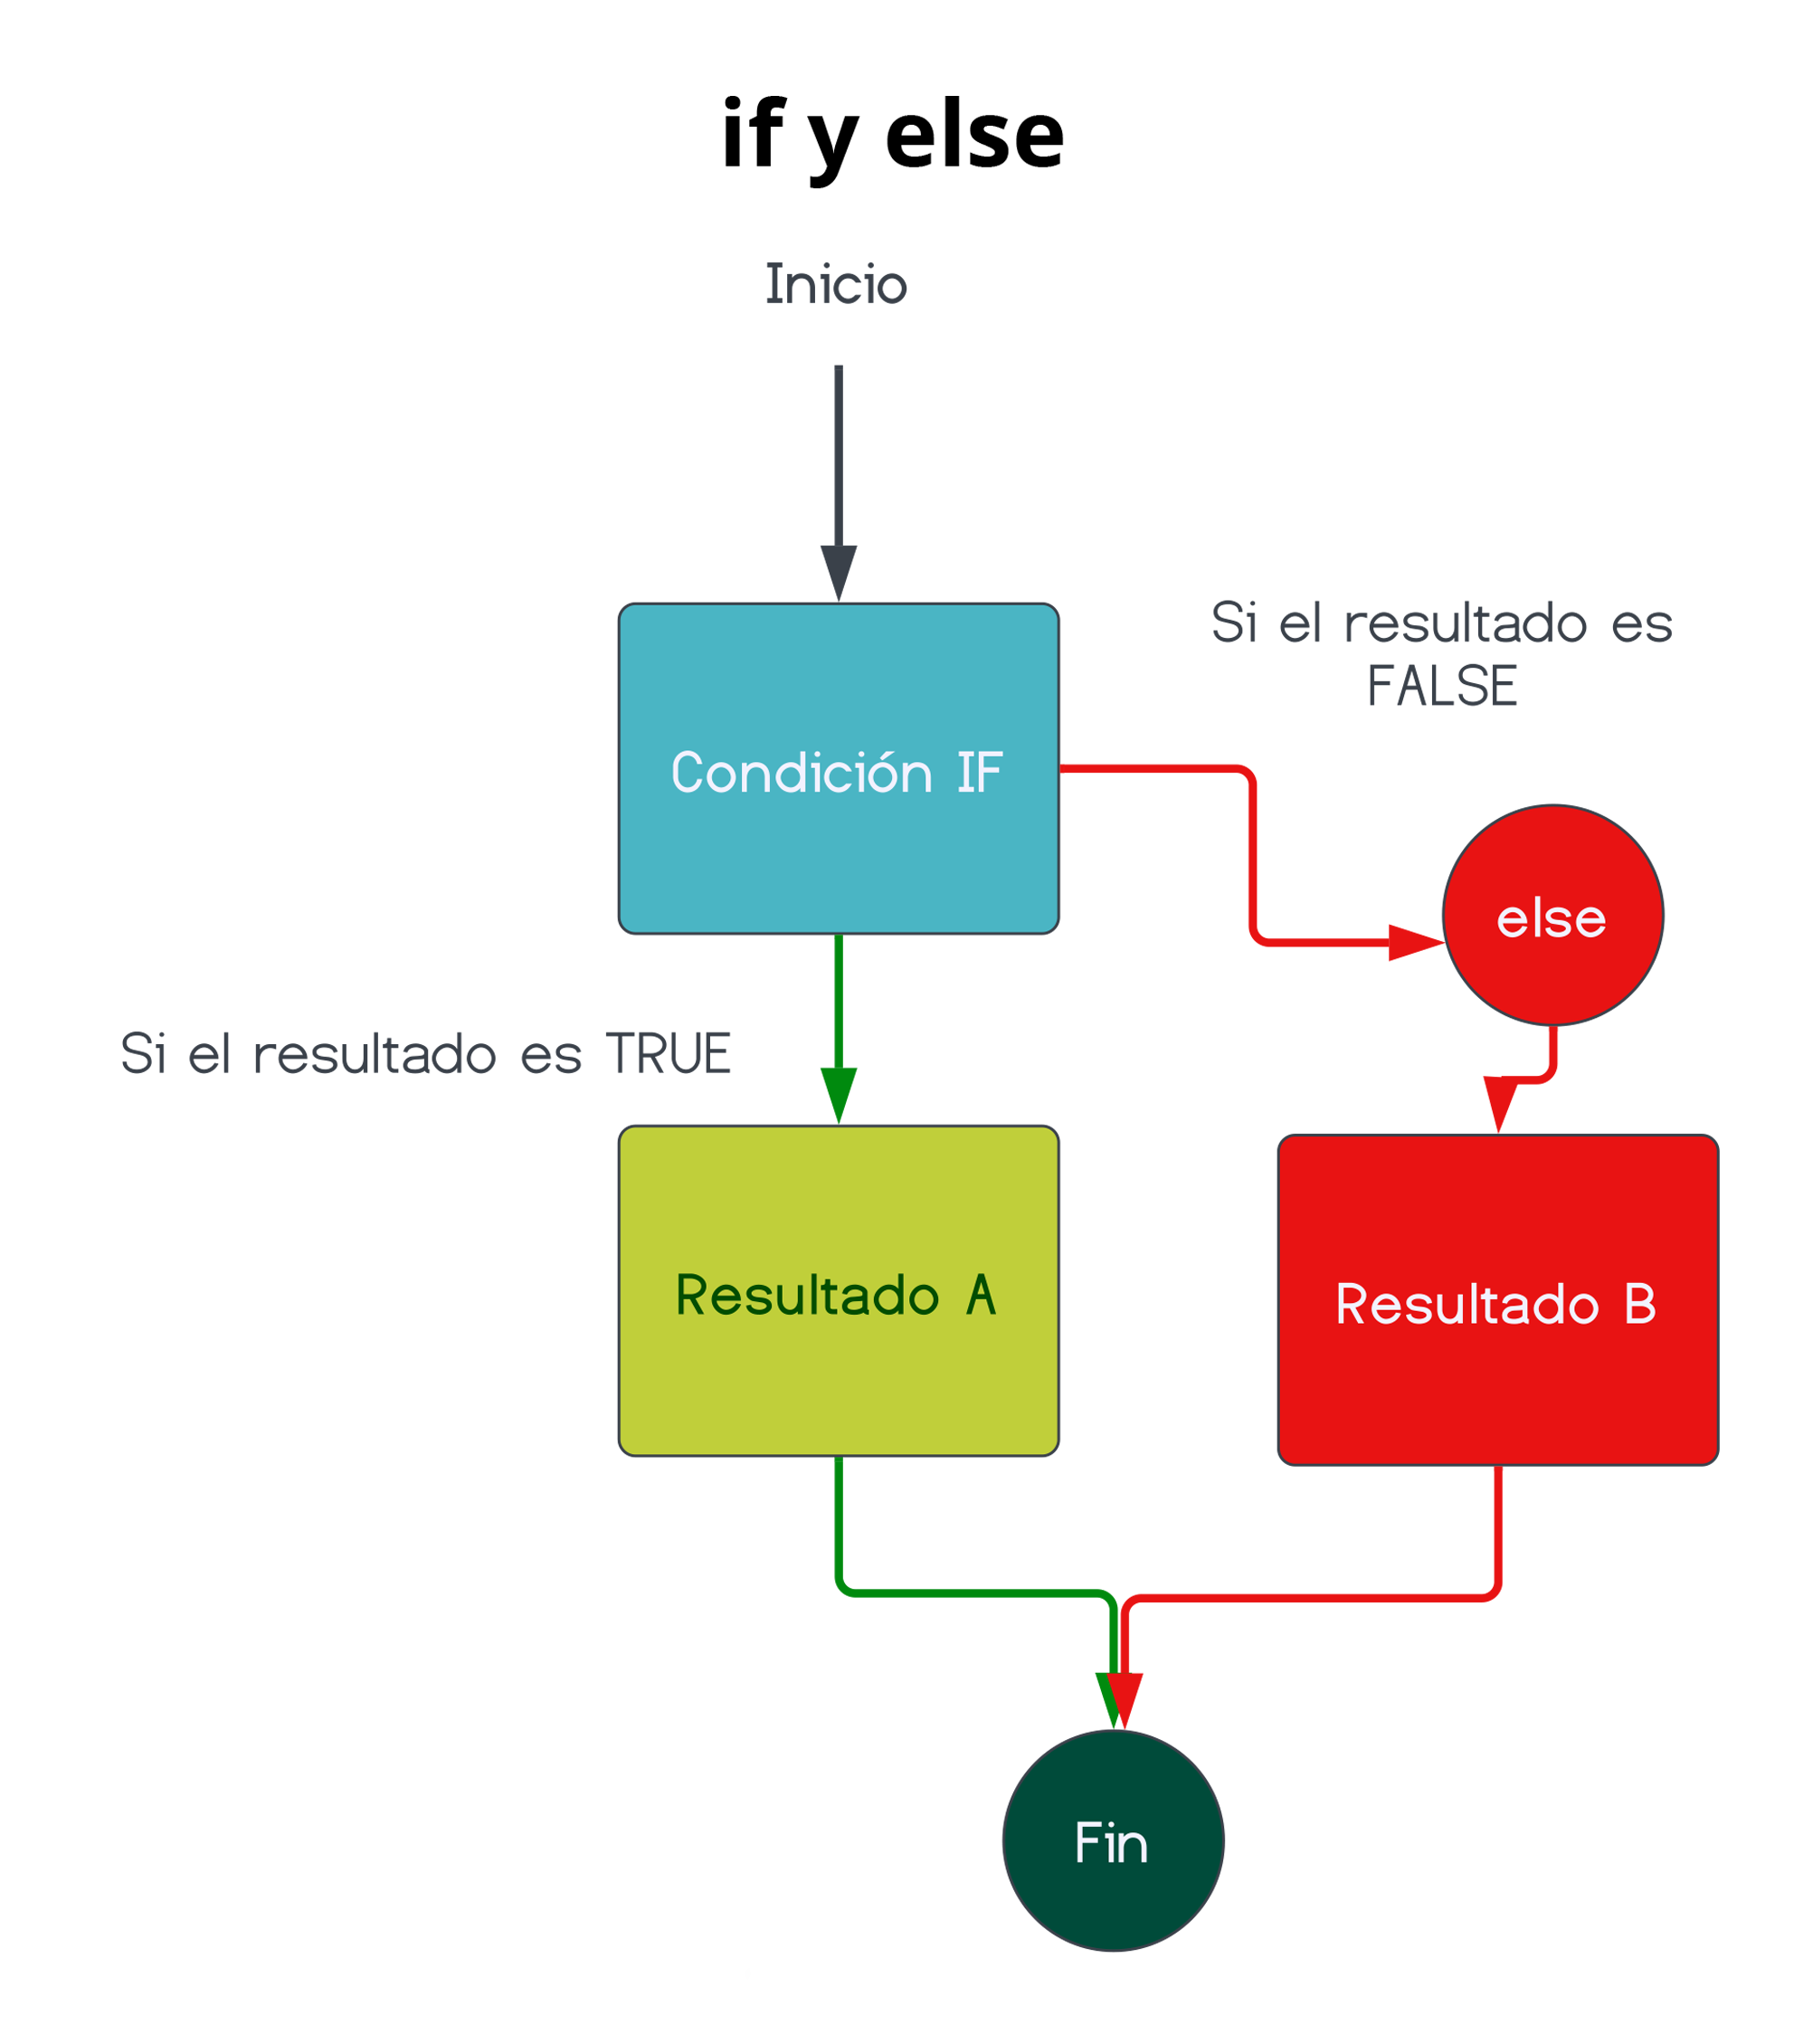 if y else
Inicio
Si el resultado es
FALSE
Condición IF
else
Si el resultado es TRUE
Resultado A
Resultado B
Fin